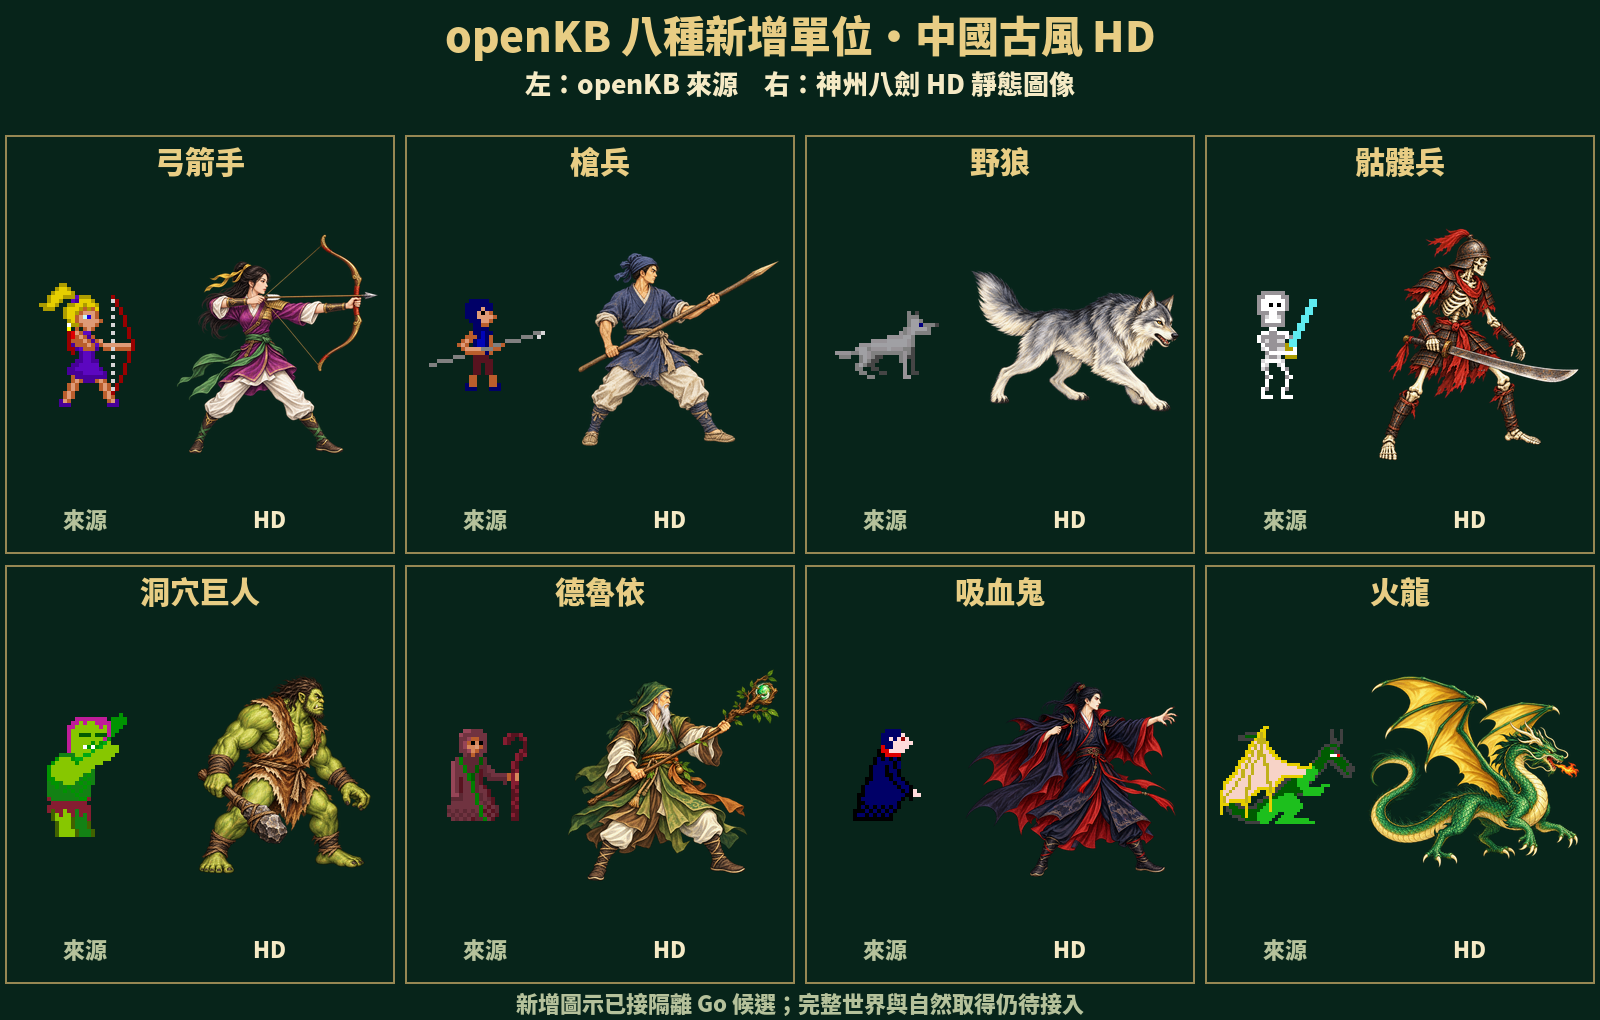 openKB 八種新增單位・中國古風 HD
左：openKB 來源　右：神州八劍 HD 靜態圖像
弓箭手
槍兵
野狼
骷髏兵
來源 HD
來源 HD
來源 HD
來源 HD
洞穴巨人
德魯依
吸血鬼
火龍
來源 HD
來源 HD
來源 HD
來源 HD
新增圖示已接隔離 Go 候選；完整世界與自然取得仍待接入